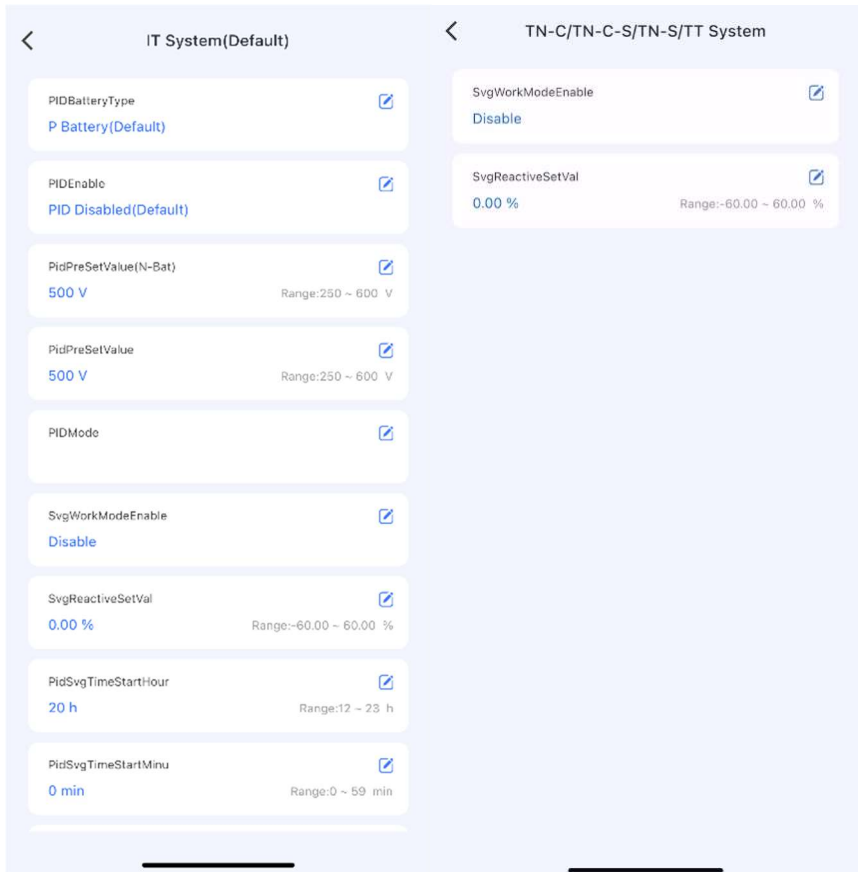 IT System(Default)
PIDBatteryType
P Battery(Default)
PIDEnable
PID Disabled(Default)
PidPreSetValue(N-Bat)
500 V
Range:250 ~ 600 V
PidPreSetValue
500 V
Range:250 ~ 600 V
PIDMode
SvgWorkModeEnable
Disable
SvgReactiveSetVal
0.00 %
Range:-60.00 ~ 60.00 %
PidSvgTimeStartHour
20 h
Range:12 ~ 23 h
PidSvgTimeStartMinu
0 min
Range:0 ~ 59 min
TN-C/TN-C-S/TN-S/TT System
SvgWorkModeEnable
Disable
SvgReactiveSetVal
0.00 %
Range:-60.00 ~ 60.00 %